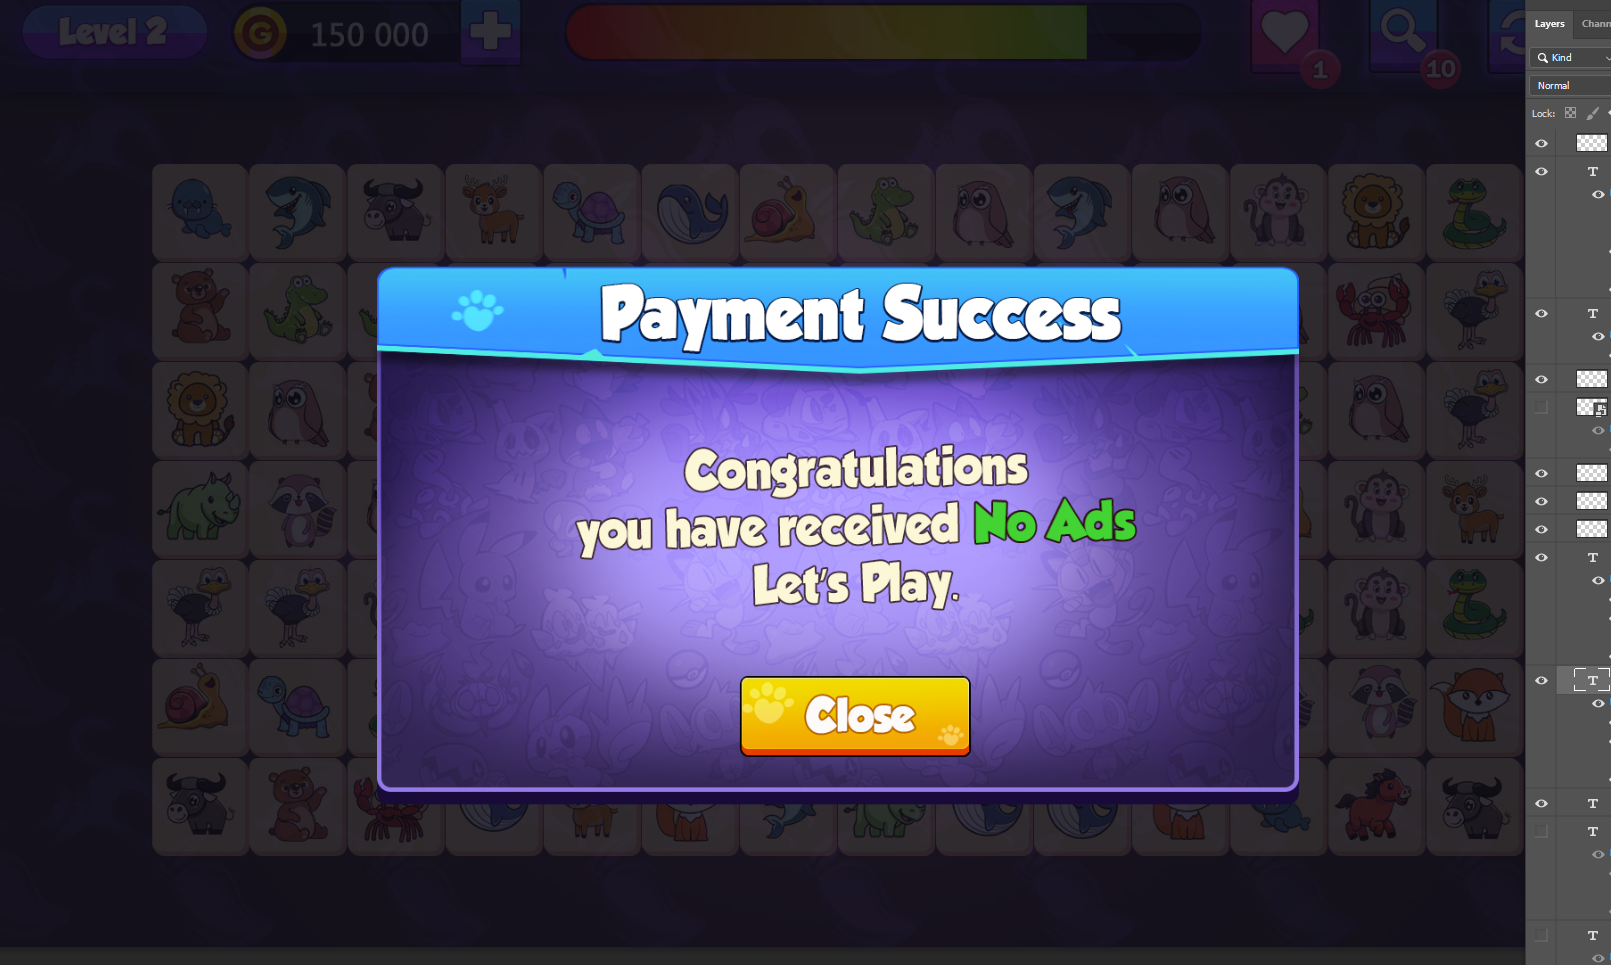 Level 2
G
150 000
1
10
Layers
Chann
Kind
Normal
Lock:
Payment Success
Congratulations
you have received No Ads
Let's Play.
Close